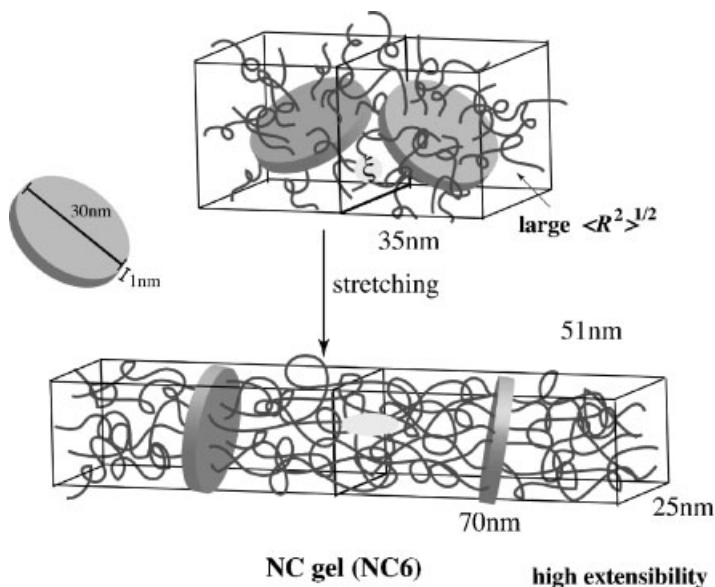 ξ
30nm
1nm
35nm
large <R²>¹/²
stretching
51nm
70nm
25nm
NC gel (NC6)
high extensibility